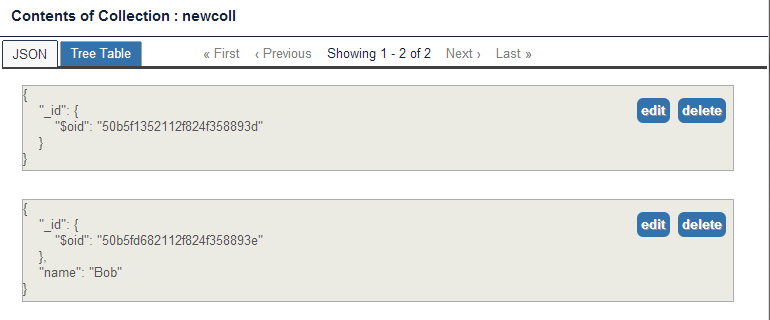 Contents of Collection : newcoll
JSON Tree Table « First ‹ Previous Showing 1 - 2 of 2 Next › Last »
{
"_id": { edit delete
"$oid": "50b5f1352112f824f358893d"
}
}
{
"_id": { edit delete
"$oid": "50b5fd682112f824f358893e"
},
"name": "Bob"
}